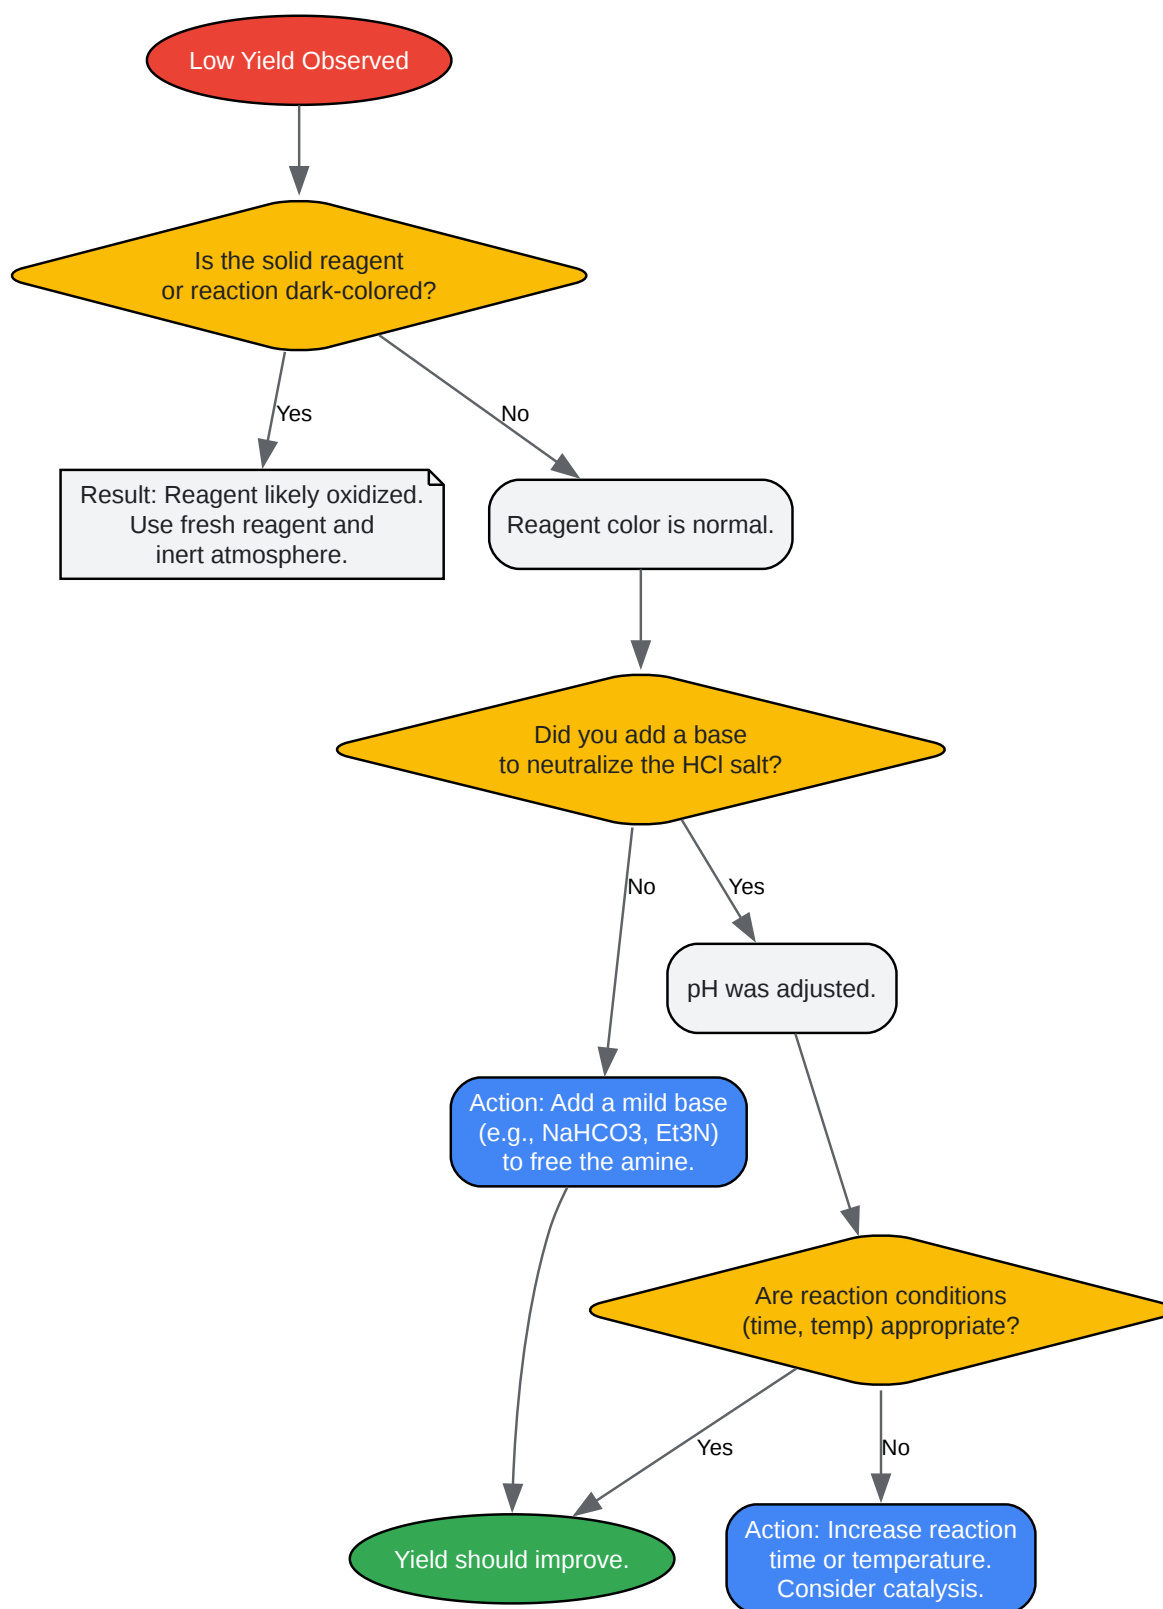 Low Yield Observed
Is the solid reagent
or reaction dark-colored?
Yes
No
Result: Reagent likely oxidized.
Use fresh reagent and
inert atmosphere.
Reagent color is normal.
Did you add a base
to neutralize the HCl salt?
No
Yes
pH was adjusted.
Action: Add a mild base
(e.g., NaHCO3, Et3N)
to free the amine.
Are reaction conditions
(time, temp) appropriate?
Yes
No
Yield should improve.
Action: Increase reaction
time or temperature.
Consider catalysis.